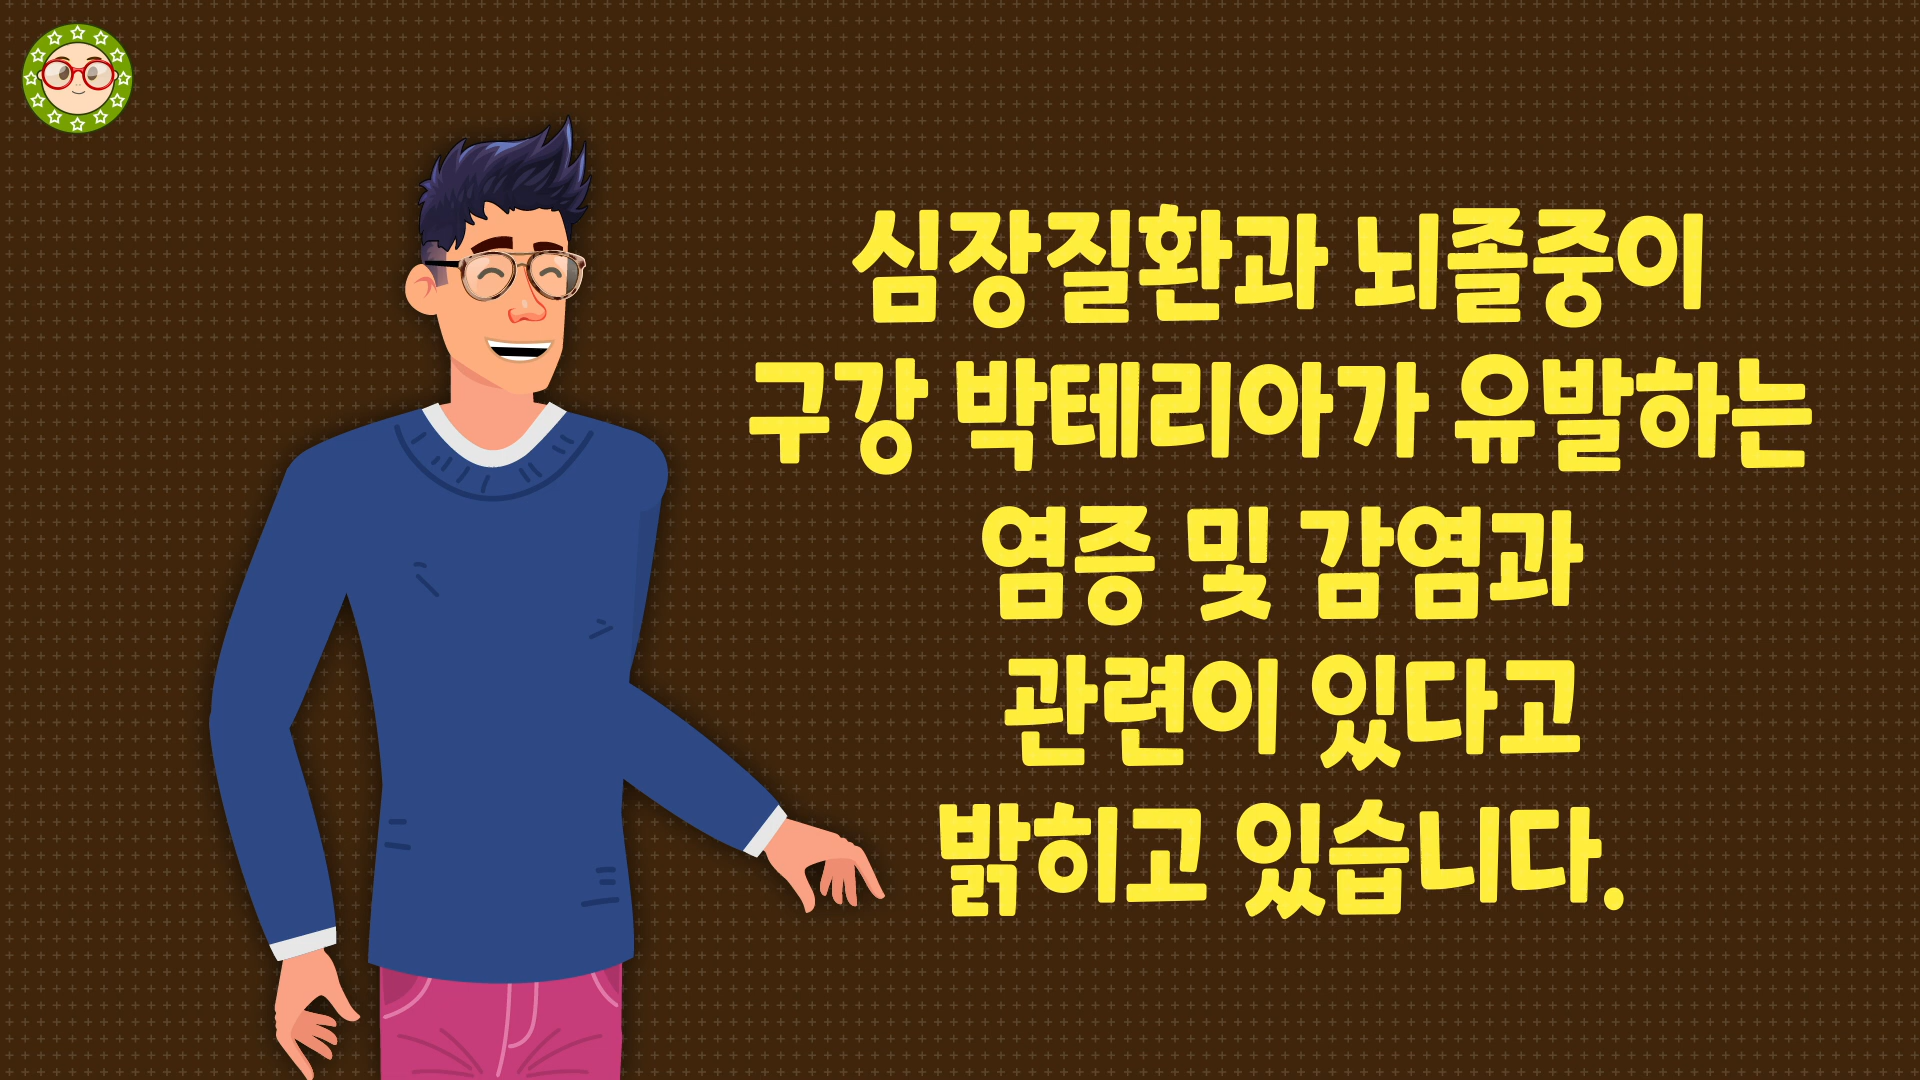 심장질환과 뇌졸중이
구강 박테리아가 유발하는
염증 및 감염과
관련이 있다고
밝히고 있습니다.